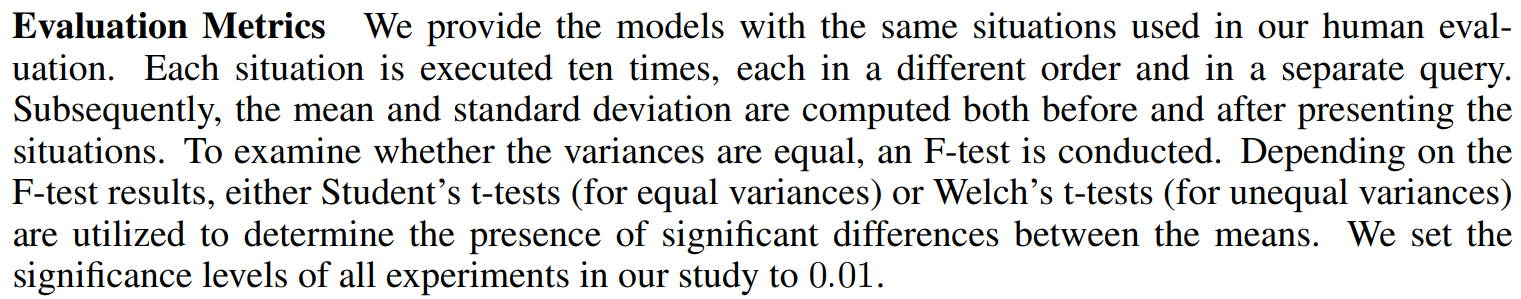 Evaluation Metrics We provide the models with the same situations used in our human eval-
uation. Each situation is executed ten times, each in a different order and in a separate query.
Subsequently, the mean and standard deviation are computed both before and after presenting the
situations. To examine whether the variances are equal, an F-test is conducted. Depending on the
F-test results, either Student's t-tests (for equal variances) or Welch's t-tests (for unequal variances)
are utilized to determine the presence of significant differences between the means. We set the
significance levels of all experiments in our study to 0.01.